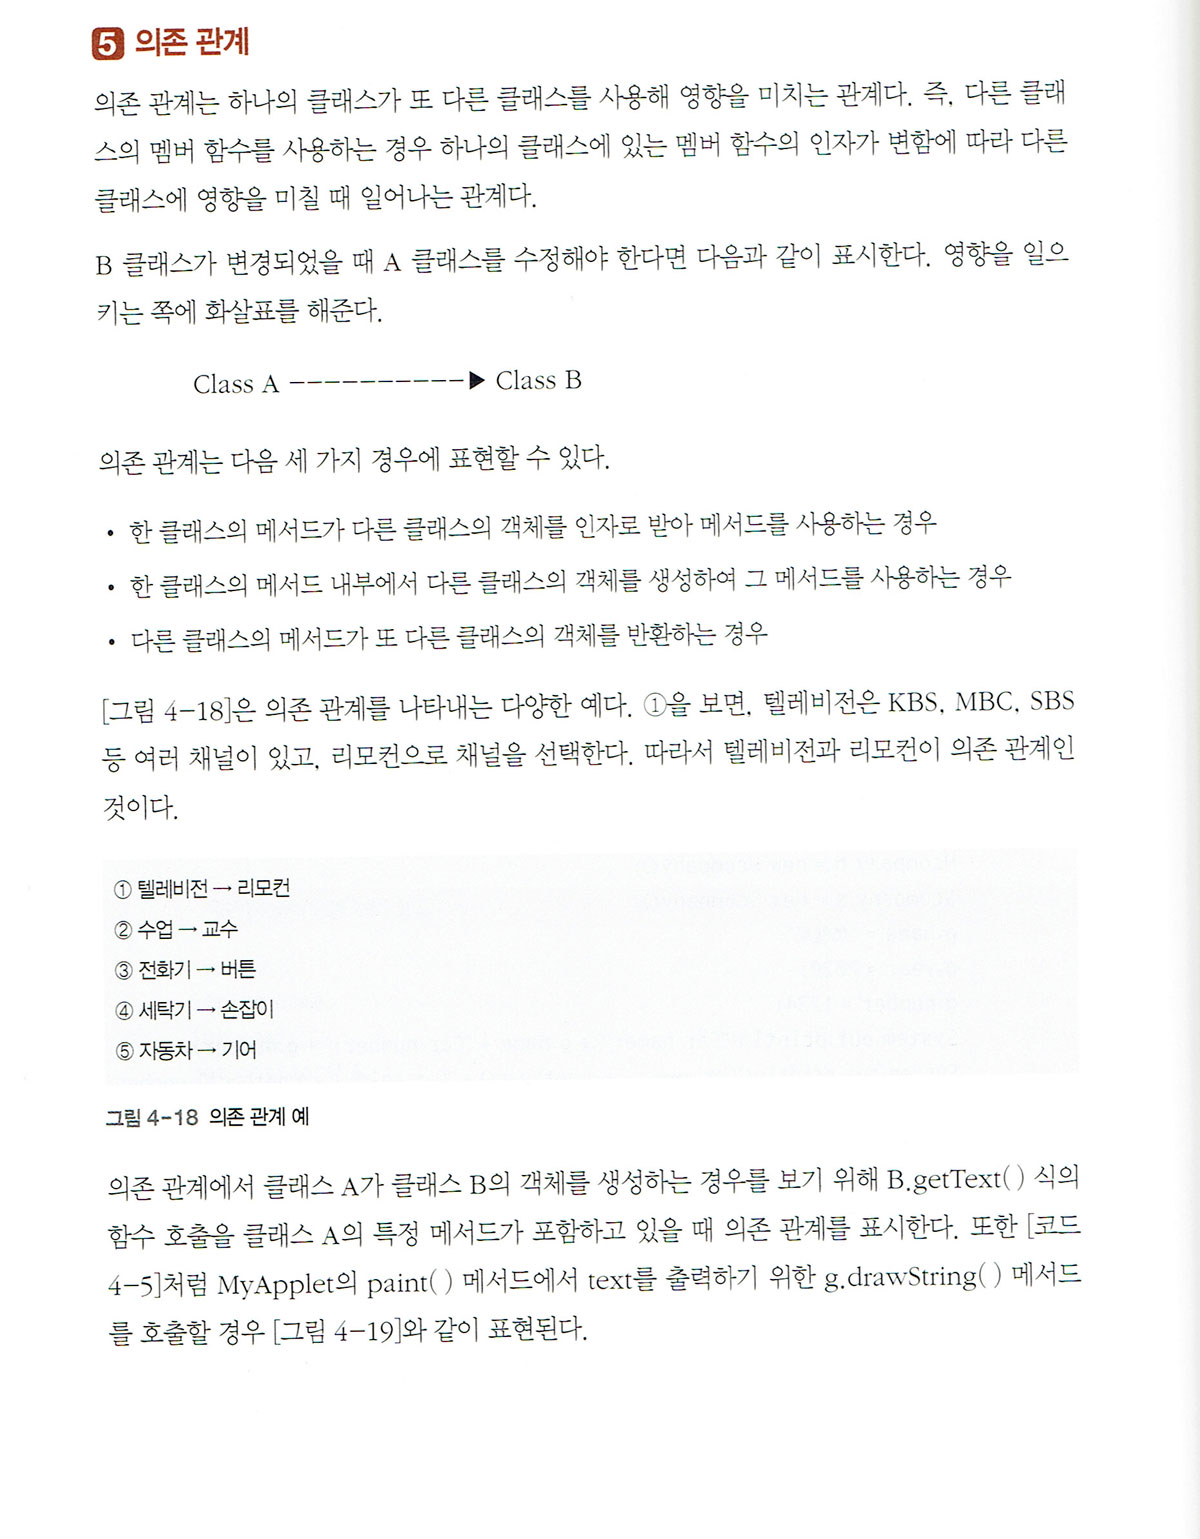 5 의존 관계
의존 관계는 하나의 클래스가 또 다른 클래스를 사용해 영향을 미치는 관계다. 즉, 다른 클래
스의 멤버 함수를 사용하는 경우 하나의 클래스에 있는 멤버 함수의 인자가 변함에 따라 다른
클래스에 영향을 미칠 때 일어나는 관계다.
B 클래스가 변경되었을 때 A 클래스를 수정해야 한다면 다음과 같이 표시한다. 영향을 일으
키는 쪽에 화살표를 해준다.
Class A ----------▶ Class B
의존 관계는 다음 세 가지 경우에 표현할 수 있다.
• 한 클래스의 메서드가 다른 클래스의 객체를 인자로 받아 메서드를 사용하는 경우
• 한 클래스의 메서드 내부에서 다른 클래스의 객체를 생성하여 그 메서드를 사용하는 경우
• 다른 클래스의 메서드가 또 다른 클래스의 객체를 반환하는 경우
[그림 4-18]은 의존 관계를 나타내는 다양한 예다. ①을 보면, 텔레비전은 KBS, MBC, SBS
등 여러 채널이 있고, 리모컨으로 채널을 선택한다. 따라서 텔레비전과 리모컨이 의존 관계인
것이다.
① 텔레비전 → 리모컨
② 수업 → 교수
③ 전화기 → 버튼
④ 세탁기 → 손잡이
⑤ 자동차 → 기어
그림 4-18 의존 관계 예
의존 관계에서 클래스 A가 클래스 B의 객체를 생성하는 경우를 보기 위해 B.getText( ) 식의
함수 호출을 클래스 A의 특정 메서드가 포함하고 있을 때 의존 관계를 표시한다. 또한 [코드
4-5]처럼 MyApplet의 paint( ) 메서드에서 text를 출력하기 위한 g.drawString( ) 메서드
를 호출할 경우 [그림 4-19]와 같이 표현된다.